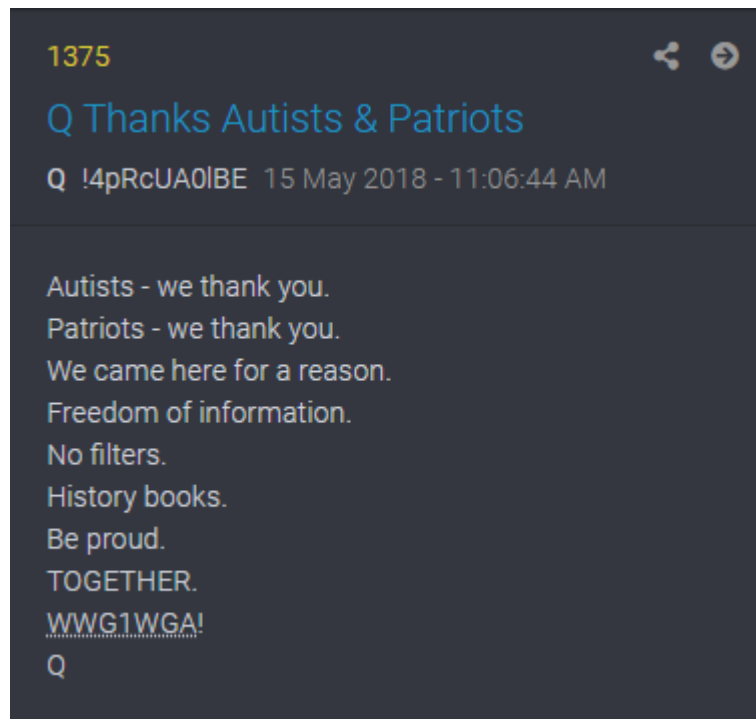 1375
Q Thanks Autists & Patriots
Q !4pRcUA0lBE 15 May 2018 - 11:06:44 AM
Autists - we thank you.
Patriots - we thank you.
We came here for a reason.
Freedom of information.
No filters.
History books.
Be proud.
TOGETHER.
WWG1WGA!
Q